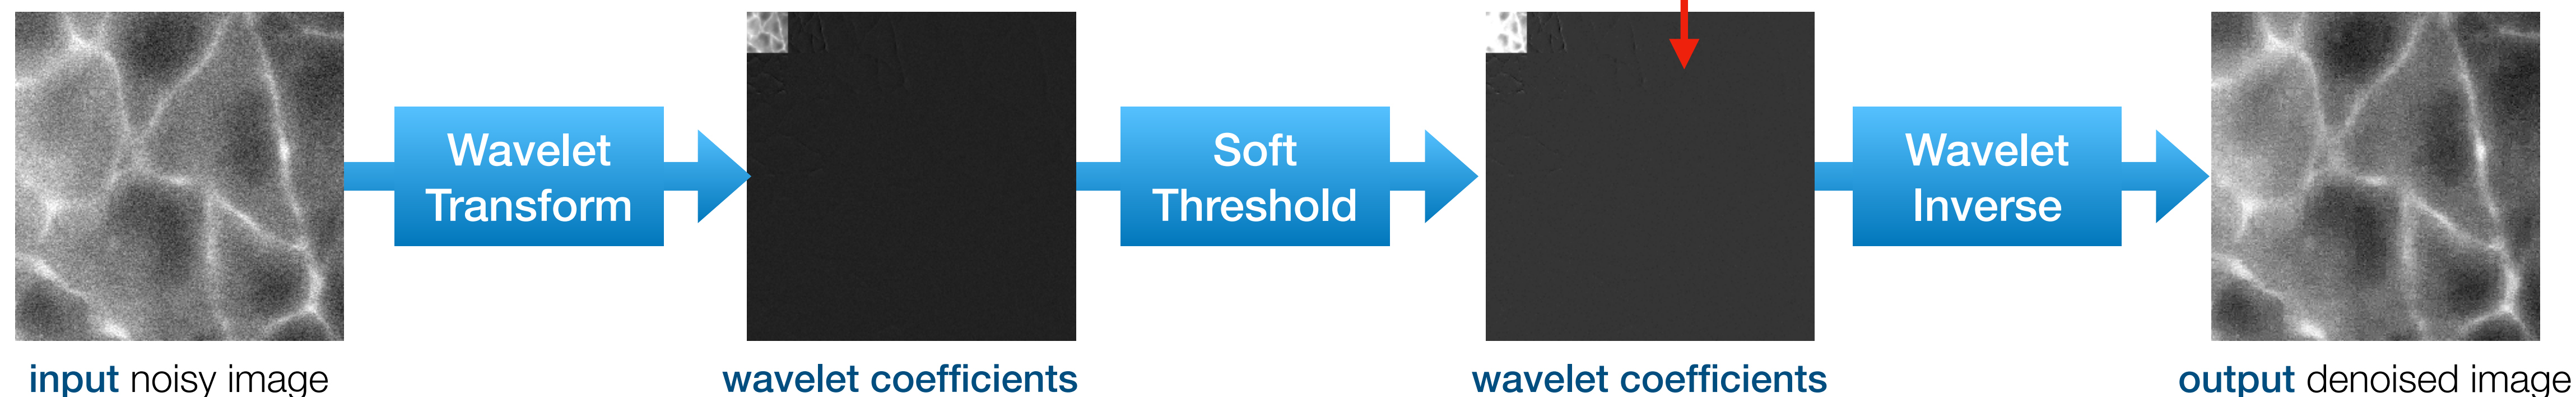 Wavelet
Transform
Soft
Threshold
Wavelet
Inverse
input noisy image
wavelet coefficients
wavelet coefficients
output denoised image